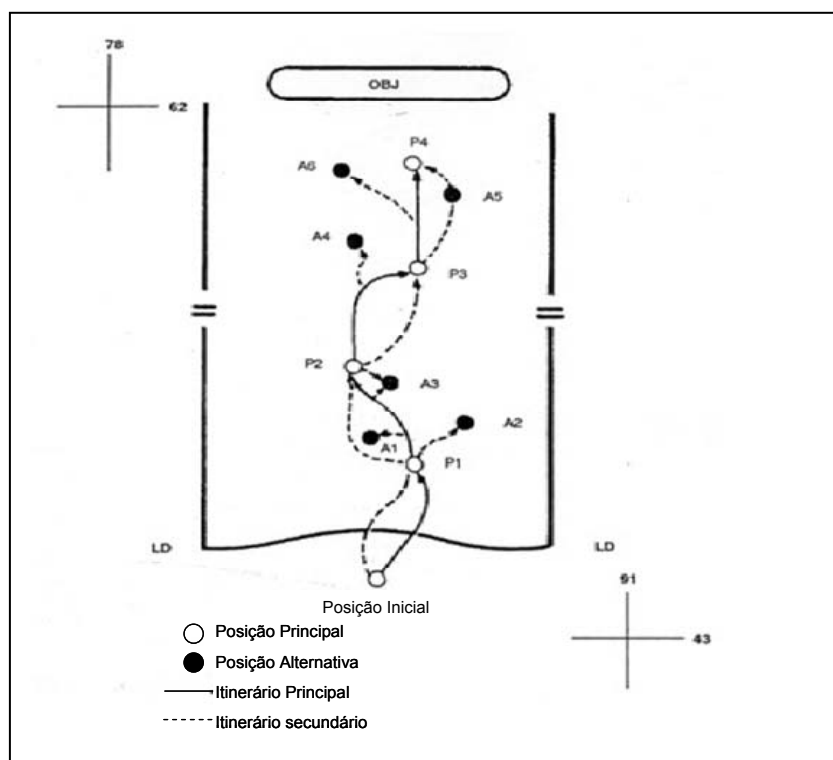 78
62
OBJ
P4
A6
A5
A4
P3
P2
A3
A2
A1
P1
LD
LD
91
Posição Inicial
43
Posição Principal
Posição Alternativa
Itinerário Principal
Itinerário secundário